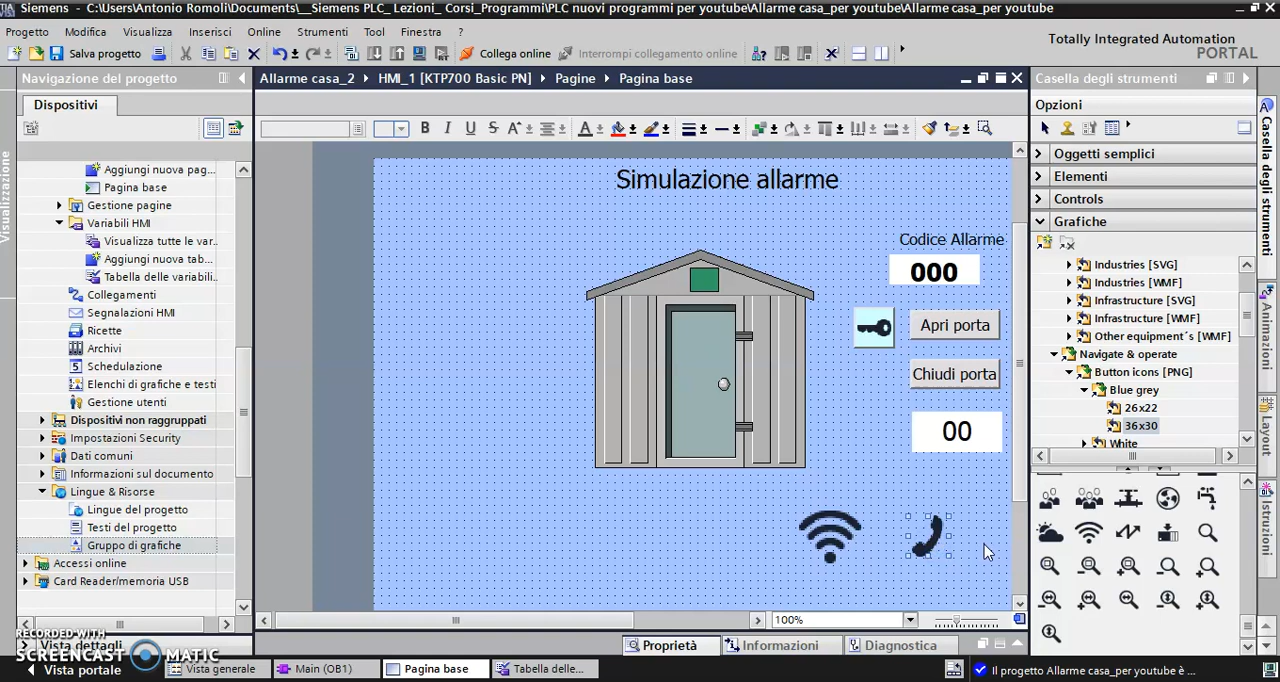 Siemens - C:\Users\Antonio Romoli\Documents\__Siemens PLC_ Lezioni_ Corsi_Programmi\PLC nuovi programmi per youtube\Allarme casa_per youtube\Allarme casa_per youtube
Progetto Modifica Visualizza Inserisci Online Strumenti Tool Finestra ?
Totally Integrated Automation
PORTAL
Salva progetto Collega online Interrompi collegamento online
Navigazione del progetto
Allarme casa_2 HMI_1 [KTP700 Basic PN] Pagine Pagina base
Casella degli strumenti
Dispositivi
Opzioni
Visualizzazione
Aggiungi nuova pag...
Pagina base
Gestione pagine
Variabili HMI
Visualizza tutte le var...
Aggiungi nuova tab...
Tabella delle variabili...
Collegamenti
Segnalazioni HMI
Ricette
Archivi
Schedulazione
Elenchi di grafiche e testi
Gestione utenti
Dispositivi non raggruppati
Impostazioni Security
Dati comuni
Informazioni sul documento
Lingue & Risorse
Lingue del progetto
Testi del progetto
Gruppo di grafiche
Accessi online
Card Reader/memoria USB
Vista dettagli
RECORDED WITH
SCREENCAST MATIC
Simulazione allarme
Codice Allarme
000
Apri porta
Chiudi porta
00
100%
Proprietà Informazioni Diagnostica
Oggetti semplici
Elementi
Controls
Grafiche
Industries [SVG]
Industries [WMF]
Infrastructure [SVG]
Infrastructure [WMF]
Other equipment´s [WMF]
Navigate & operate
Button icons [PNG]
Blue grey
26x22
36x30
White
Casella degli strumenti
Animazioni
Layout
Istruzioni
Vista portale Vista generale Main (OB1) Pagina base Tabella delle...
Il progetto Allarme casa_per youtube è ...